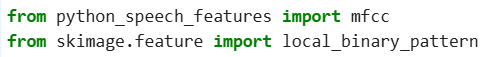 from python_speech_features import mfcc
from skimage.feature import local_binary_pattern